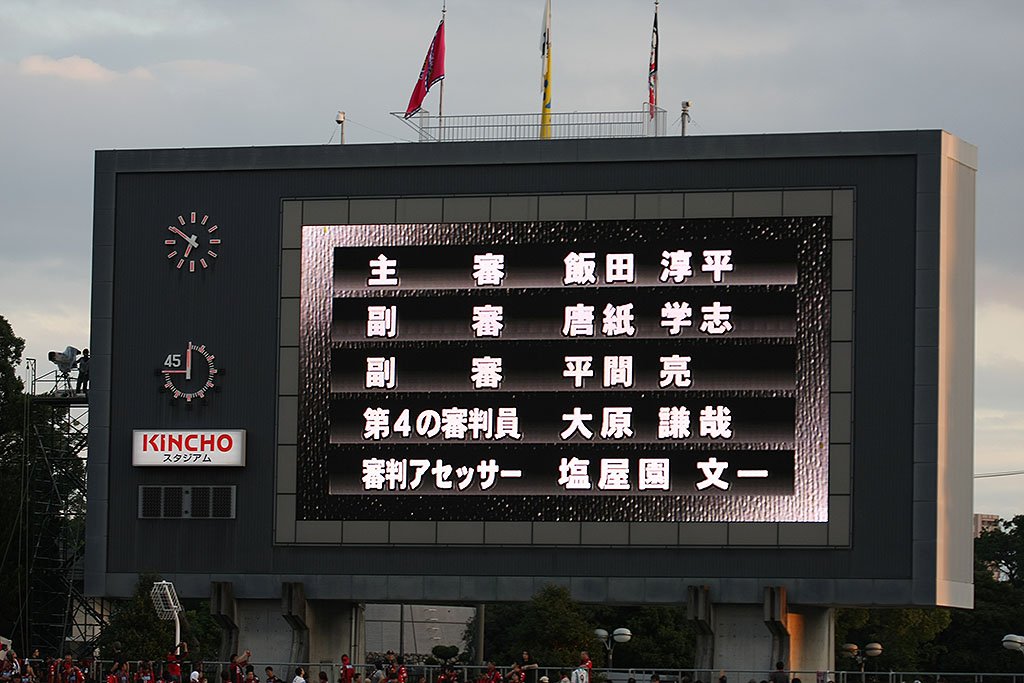 主 審 飯田 淳平
副 審 唐紙 学志
副 審 平間 亮
第4の審判員 大原 謙哉
審判アセッサー 塩屋園 文一
45
KINCHO
スタジアム